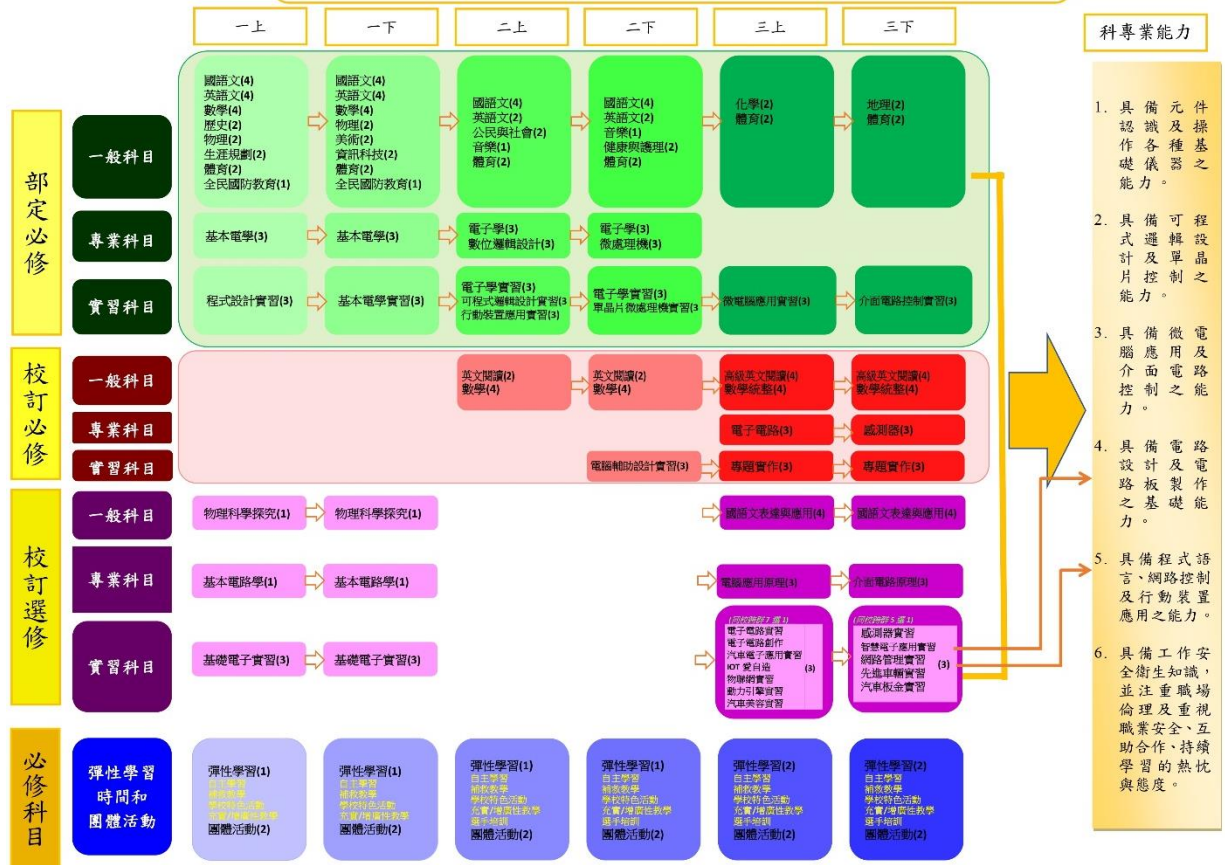 一上
一下
二上
二下
三上
三下
科專業能力
部定必修
一般科目
國語文(4)
英語文(4)
數學(4)
歷史(2)
物理(2)
生涯規劃(2)
體育(2)
全民國防教育(1)
國語文(4)
英語文(4)
數學(4)
物理(2)
美術(2)
資訊科技(2)
體育(2)
全民國防教育(1)
國語文(4)
英語文(2)
公民與社會(2)
音樂(1)
體育(2)
國語文(4)
英語文(2)
音樂(1)
健康與護理(2)
體育(2)
化學(2)
體育(2)
地理(2)
體育(2)
專業科目
基本電學(3)
基本電學(3)
電子學(3)
數位邏輯設計(3)
電子學(3)
微處理機(3)
實習科目
程式設計實習(3)
基本電學實習(3)
電子學實習(3)
可程式邏輯設計實習(3
行動裝置應用實習(3)
電子學實習(3)
單晶片微處理機實習(3
微電腦應用實習(3)
介面電路控制實習(3)
校訂必修
一般科目
英文閱讀(2)
數學(4)
英文閱讀(2)
數學(4)
高級英文閱讀(4)
數學統整(4)
高級英文閱讀(4)
數學統整(4)
專業科目
電子電路(3)
感測器(3)
實習科目
電腦輔助設計實習(3)
專題實作(3)
專題實作(3)
校訂選修
一般科目
物理科學探究(1)
物理科學探究(1)
國語文表達與應用(4)
國語文表達與應用(4)
專業科目
基本電路學(1)
基本電路學(1)
電腦應用原理(3)
介面電路原理(3)
實習科目
基礎電子實習(3)
基礎電子實習(3)
(同校跨群7 選1)
電子電路實習
電子電路創作
汽車電子應用實習
IOT 愛自造
物聯網實習
動力引擎實習
汽車美容實習
(3)
(同校跨群5 選1)
感測器實習
智慧電子應用實習
網路管理實習
先進車輛實習
汽車板金實習
(3)
必修科目
彈性學習
時間和
團體活動
彈性學習(1)
自主學習
補救教學
學校特色活動
充實/增廣性教學
團體活動(2)
彈性學習(1)
自主學習
補救教學
學校特色活動
充實/增廣性教學
團體活動(2)
彈性學習(1)
自主學習
補救教學
學校特色活動
充實/增廣性教學
選手培訓
團體活動(2)
彈性學習(1)
自主學習
補救教學
學校特色活動
充實/增廣性教學
選手培訓
團體活動(2)
彈性學習(2)
自主學習
補救教學
學校特色活動
充實/增廣性教學
選手培訓
團體活動(2)
彈性學習(2)
自主學習
補救教學
學校特色活動
充實/增廣性教學
選手培訓
團體活動(2)
1. 具備元件
認識及操
作各種基
礎儀器之
能力。
2. 具備可程
式邏輯設
計及單晶
片控制之
能力。
3. 具備微電
腦應用及
介面電路
控制之能
力。
4. 具備電路
設計及電
路板製作
之基礎能
力。
5. 具備程式語
言、網路控制
及行動裝置
應用之能力。
6. 具備工作安
全衛生知識，
並注重職場
倫理及重視
職業安全、互
助合作、持續
學習的熱忱
與態度。